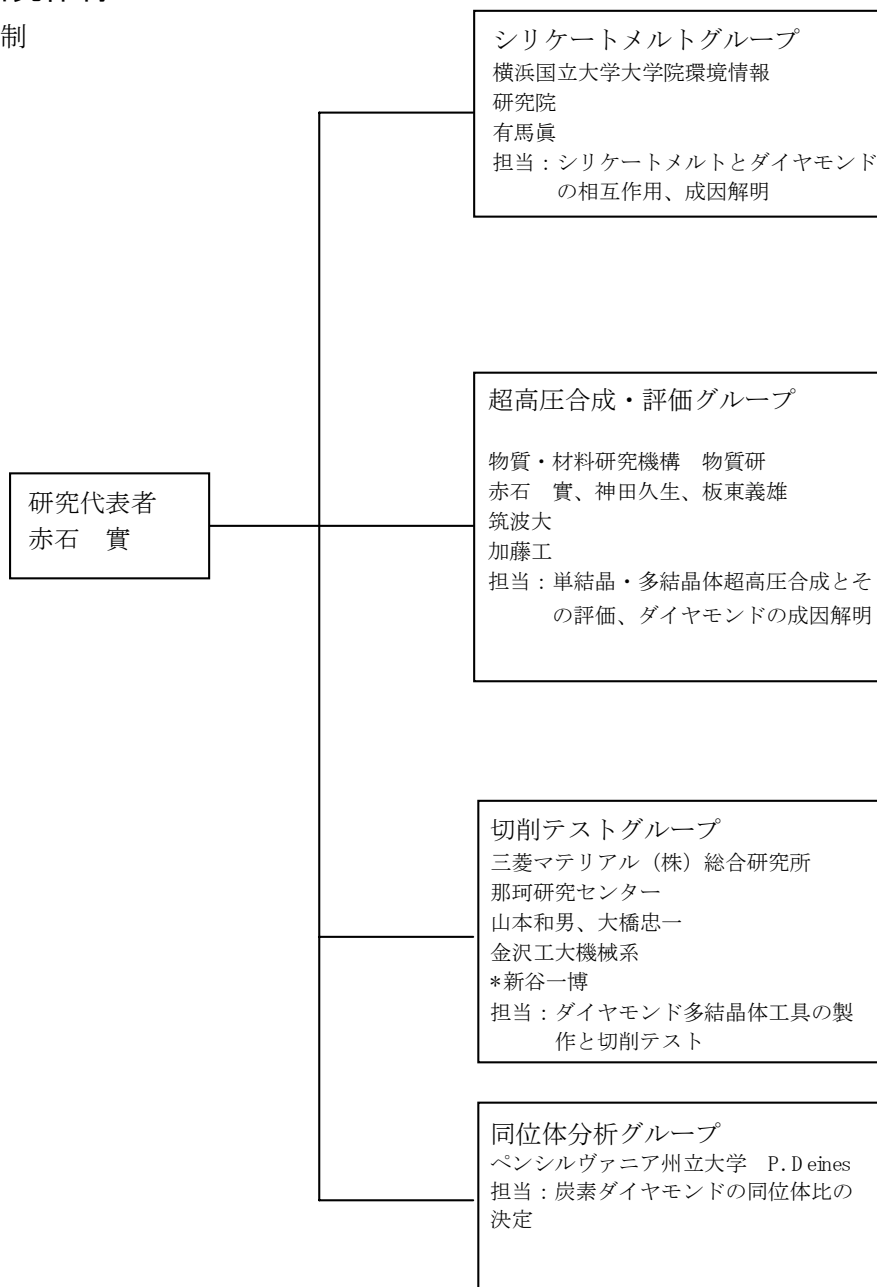 制
シリケートメルトグループ
横浜国立大学大学院環境情報
研究院
有馬眞
担当：シリケートメルトとダイヤモンド
の相互作用、成因解明
超高圧合成・評価グループ
物質・材料研究機構　物質研
赤石　實、神田久生、板東義雄
筑波大
加藤工
担当：単結晶・多結晶体超高圧合成とそ
の評価、ダイヤモンドの成因解明
研究代表者
赤石　實
切削テストグループ
三菱マテリアル（株）総合研究所
那珂研究センター
山本和男、大橋忠一
金沢工大機械系
*新谷一博
担当：ダイヤモンド多結晶体工具の製
作と切削テスト
同位体分析グループ
ペンシルヴァニア州立大学　P.Deines
担当：炭素ダイヤモンドの同位体比の
決定